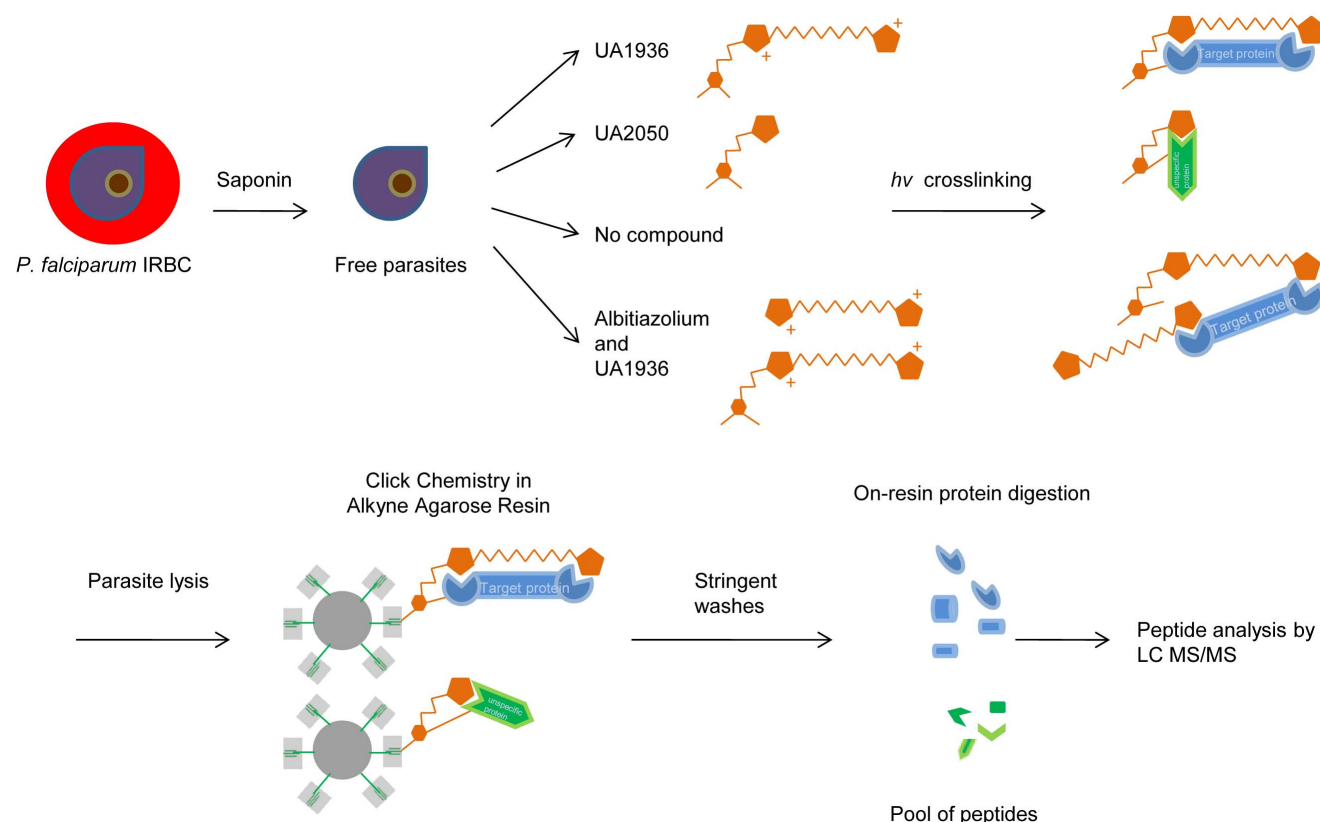 UA1936
+
+
Target protein
UA2050
Saponin
hv crosslinking
unspecific
protein
No compound
P. falciparum IRBC
Free parasites
Albitiazolium
and
UA1936
+
+
+
+
Target protein
Click Chemistry in
Alkyne Agarose Resin
On-resin protein digestion
Parasite lysis
Target protein
Stringent
washes
Peptide analysis by
LC MS/MS
unspecific
protein
Pool of peptides